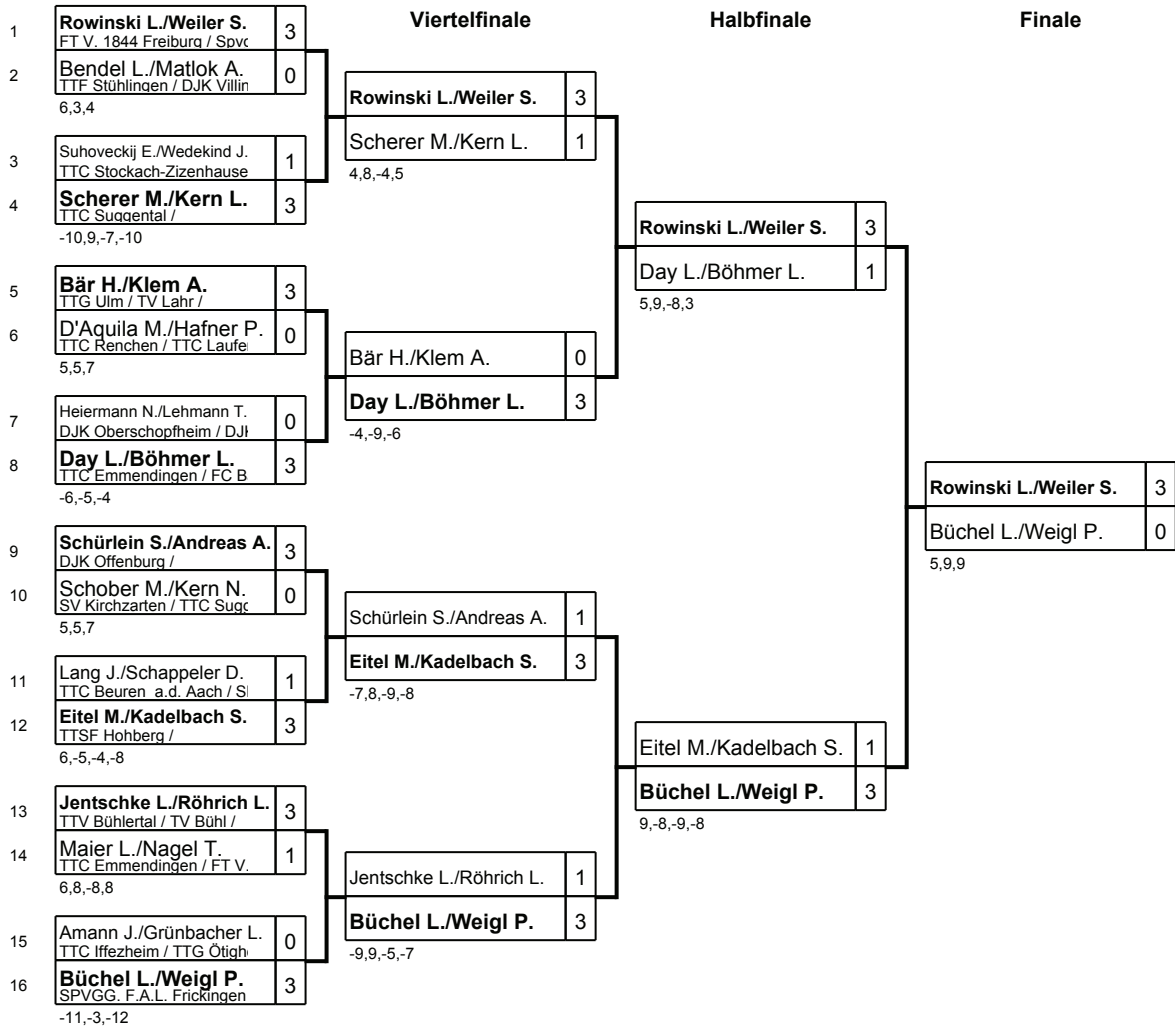 Viertelfinale
Halbfinale
Finale
1
Rowinski L./Weiler S. 3
FT V. 1844 Freiburg /
2
Bendel L./Matlok A. 0
TTF Stühlingen / DJK
6,3,4
3
Suhoveckij E./Wedekind J. 1
TTC Stockach-Zizenhause
4
Scherer M./Kern L. 3
TTC Suggental /
-10,9,-7,-10
5
Bär H./Klem A. 3
TTG Ulm / TV Lahr /
6
D'Aquila M./Hafner P. 0
TTC Renchen / TTC
5,5,7
7
Heiermann N./Lehmann T. 0
DJK Oberschopfheim /
8
Day L./Böhmer L. 3
TTC Emmendingen / FC B
-6,-5,-4
9
Schürlein S./Andreas A. 3
DJK Offenburg /
10
Schober M./Kern N. 0
SV Kirchzarten / TTC
5,5,7
11
Lang J./Schappeler D. 1
TTC Beuren a.d. Aach /
12
Eitel M./Kadelbach S. 3
TTSF Hohberg /
6,-5,-4,-8
13
Jentschke L./Röhrich L. 3
TTV Bühlertal / TV Bühl /
14
Maier L./Nagel T. 1
TTC Emmendingen / FT V.
6,8,-8,8
15
Amann J./Grünbacher L. 0
TTC Iffezheim / TTG
16
Büchel L./Weigl P. 3
SPVGG. F.A.L. Frickingen
-11,-3,-12
Rowinski L./Weiler S. 3
Scherer M./Kern L. 1
4,8,-4,5
Bär H./Klem A. 0
Day L./Böhmer L. 3
-4,-9,-6
Schürlein S./Andreas A. 1
Eitel M./Kadelbach S. 3
-7,8,-9,-8
Jentschke L./Röhrich L. 1
Büchel L./Weigl P. 3
-9,9,-5,-7
Rowinski L./Weiler S. 3
Day L./Böhmer L. 1
5,9,-8,3
Eitel M./Kadelbach S. 1
Büchel L./Weigl P. 3
9,-8,-9,-8
Rowinski L./Weiler S. 3
Büchel L./Weigl P. 0
5,9,9